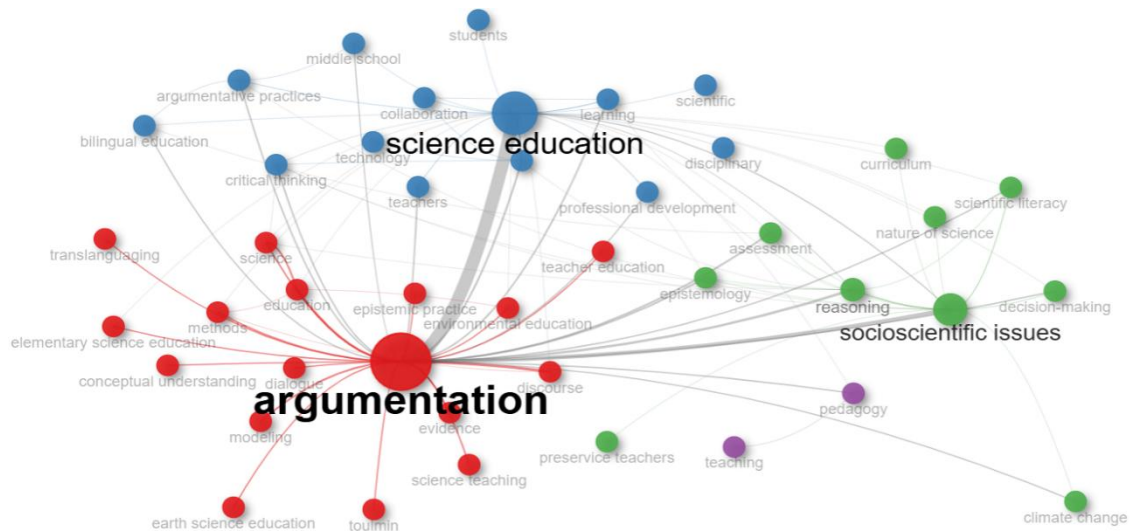 students
middle school
argumentative practices
collaboration
learning
scientific
bilingual education
science education
technology
disciplinary
curriculum
critical thinking
teachers
professional development
scientific literacy
nature of science
translanguaging
science
teacher education
assessment
education
epistemic practice
epistemology
reasoning
decision-making
methods
environmental education
socioscientific issues
elementary science education
conceptual understanding
dialogue
discourse
argumentation
pedagogy
modeling
evidence
preservice teachers
teaching
science teaching
earth science education
toulmin
climate change